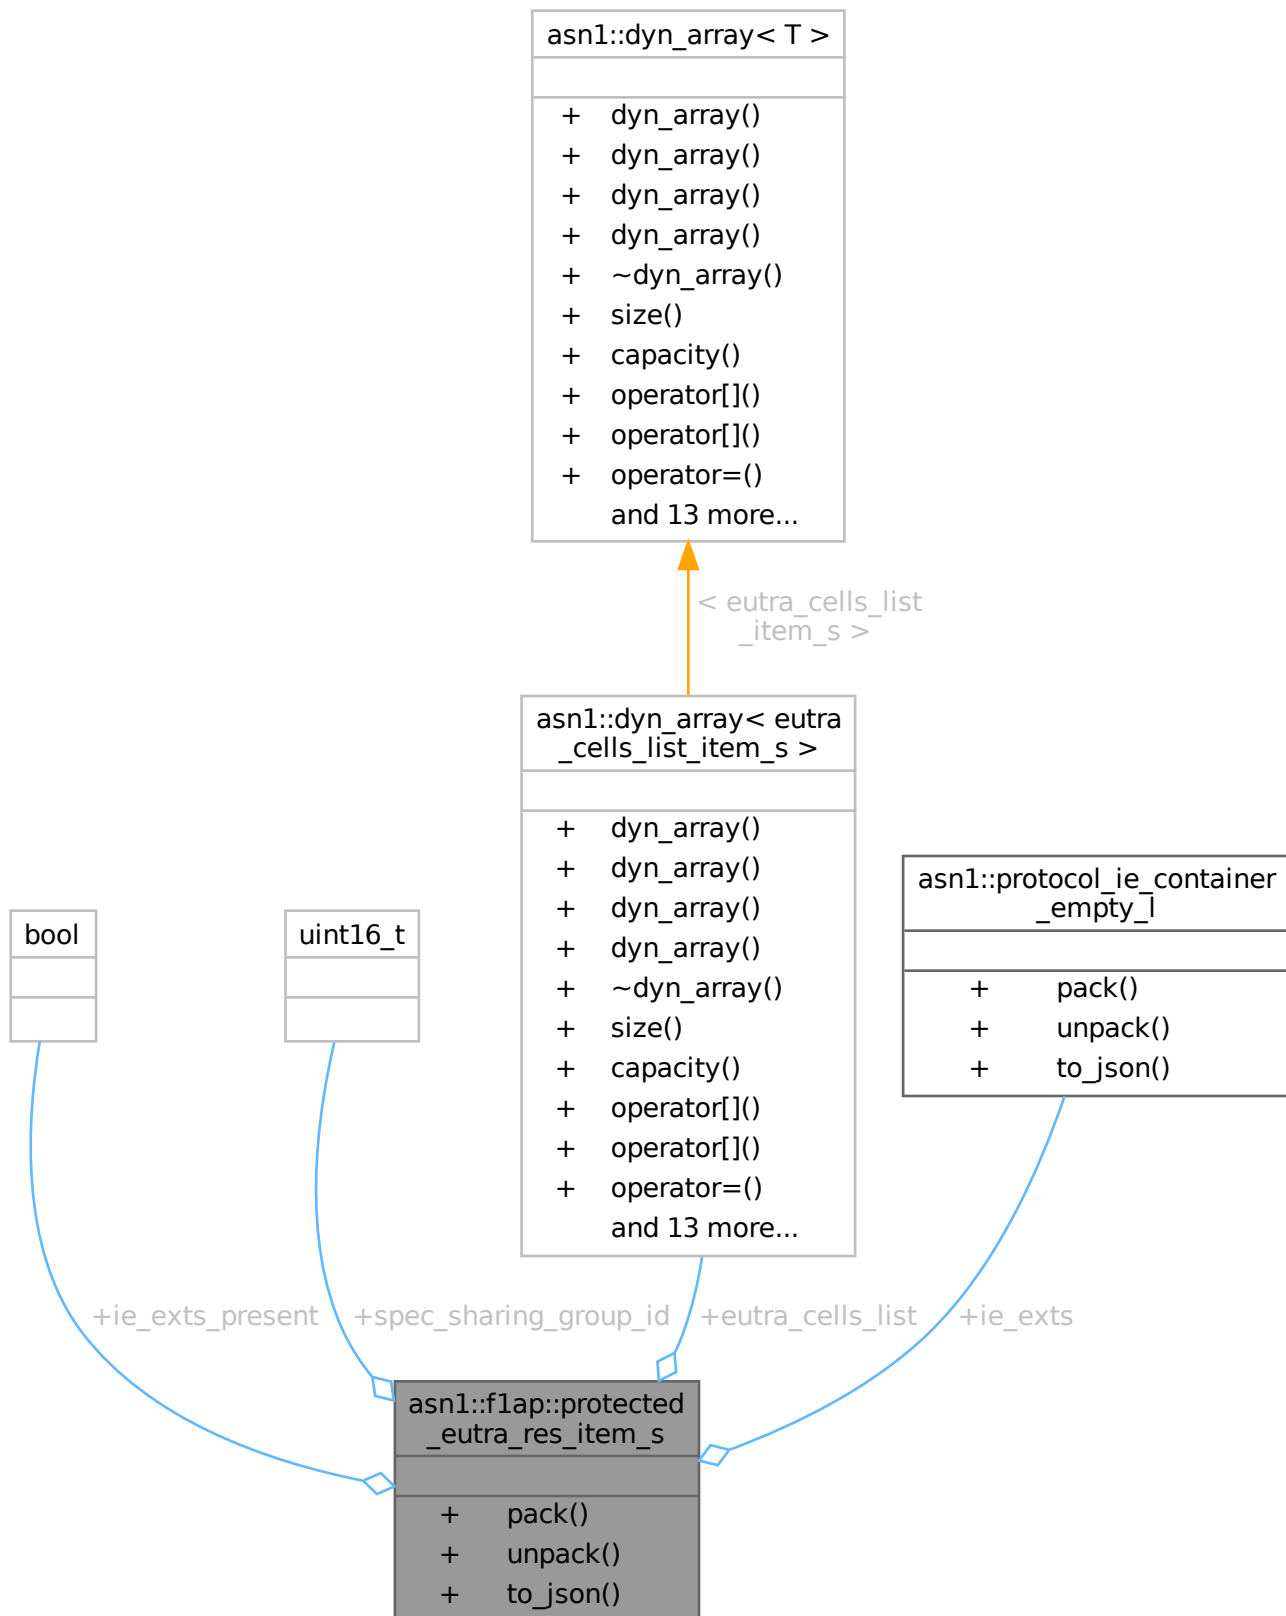 asn1::dyn_array< T >
+ dyn_array()
+ dyn_array()
+ dyn_array()
+ dyn_array()
+ ~dyn_array()
+ size()
+ capacity()
+ operator[]()
+ operator[]()
+ operator=()
and 13 more...
< eutra_cells_list
_item_s >
asn1::dyn_array< eutra
_cells_list_item_s >
+ dyn_array()
+ dyn_array()
+ dyn_array()
+ dyn_array()
+ ~dyn_array()
+ size()
+ capacity()
+ operator[]()
+ operator[]()
+ operator=()
and 13 more...
asn1::protocol_ie_container
_empty_l
+ pack()
+ unpack()
+ to_json()
bool
uint16_t
+ie_exts_present
+spec_sharing_group_id
+eutra_cells_list
+ie_exts
asn1::f1ap::protected
_eutra_res_item_s
+ pack()
+ unpack()
+ to_json()